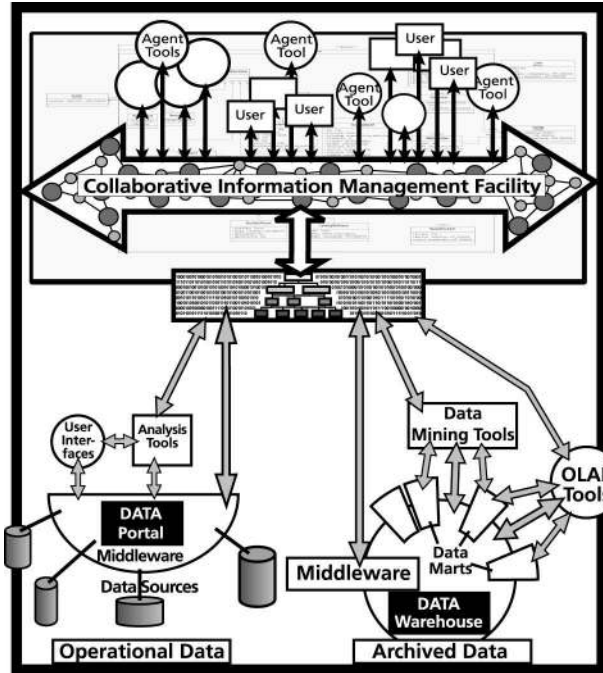 Agent
Tools
Agent
Tool
User
User
Agent
Tool
User
User
Agent
Tool
Collaborative Information Management Facility
User
Inter-
faces
Analysis
Tools
Data
Mining Tools
OLAP
Tools
DATA
Portal
Middleware
Data Sources
Data
Marts
Middleware
DATA
Warehouse
Operational Data
Archived Data